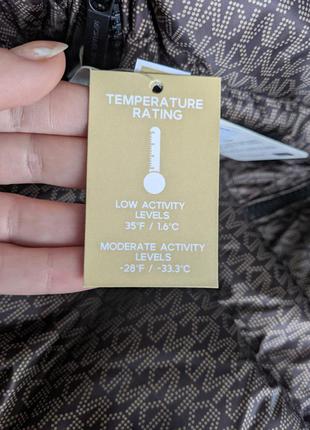 TEMPERATURE
RATING
LOW ACTIVITY
LEVELS
35°F / 1.6°C
MODERATE ACTIVITY
LEVELS
-28°F / -33.3°C